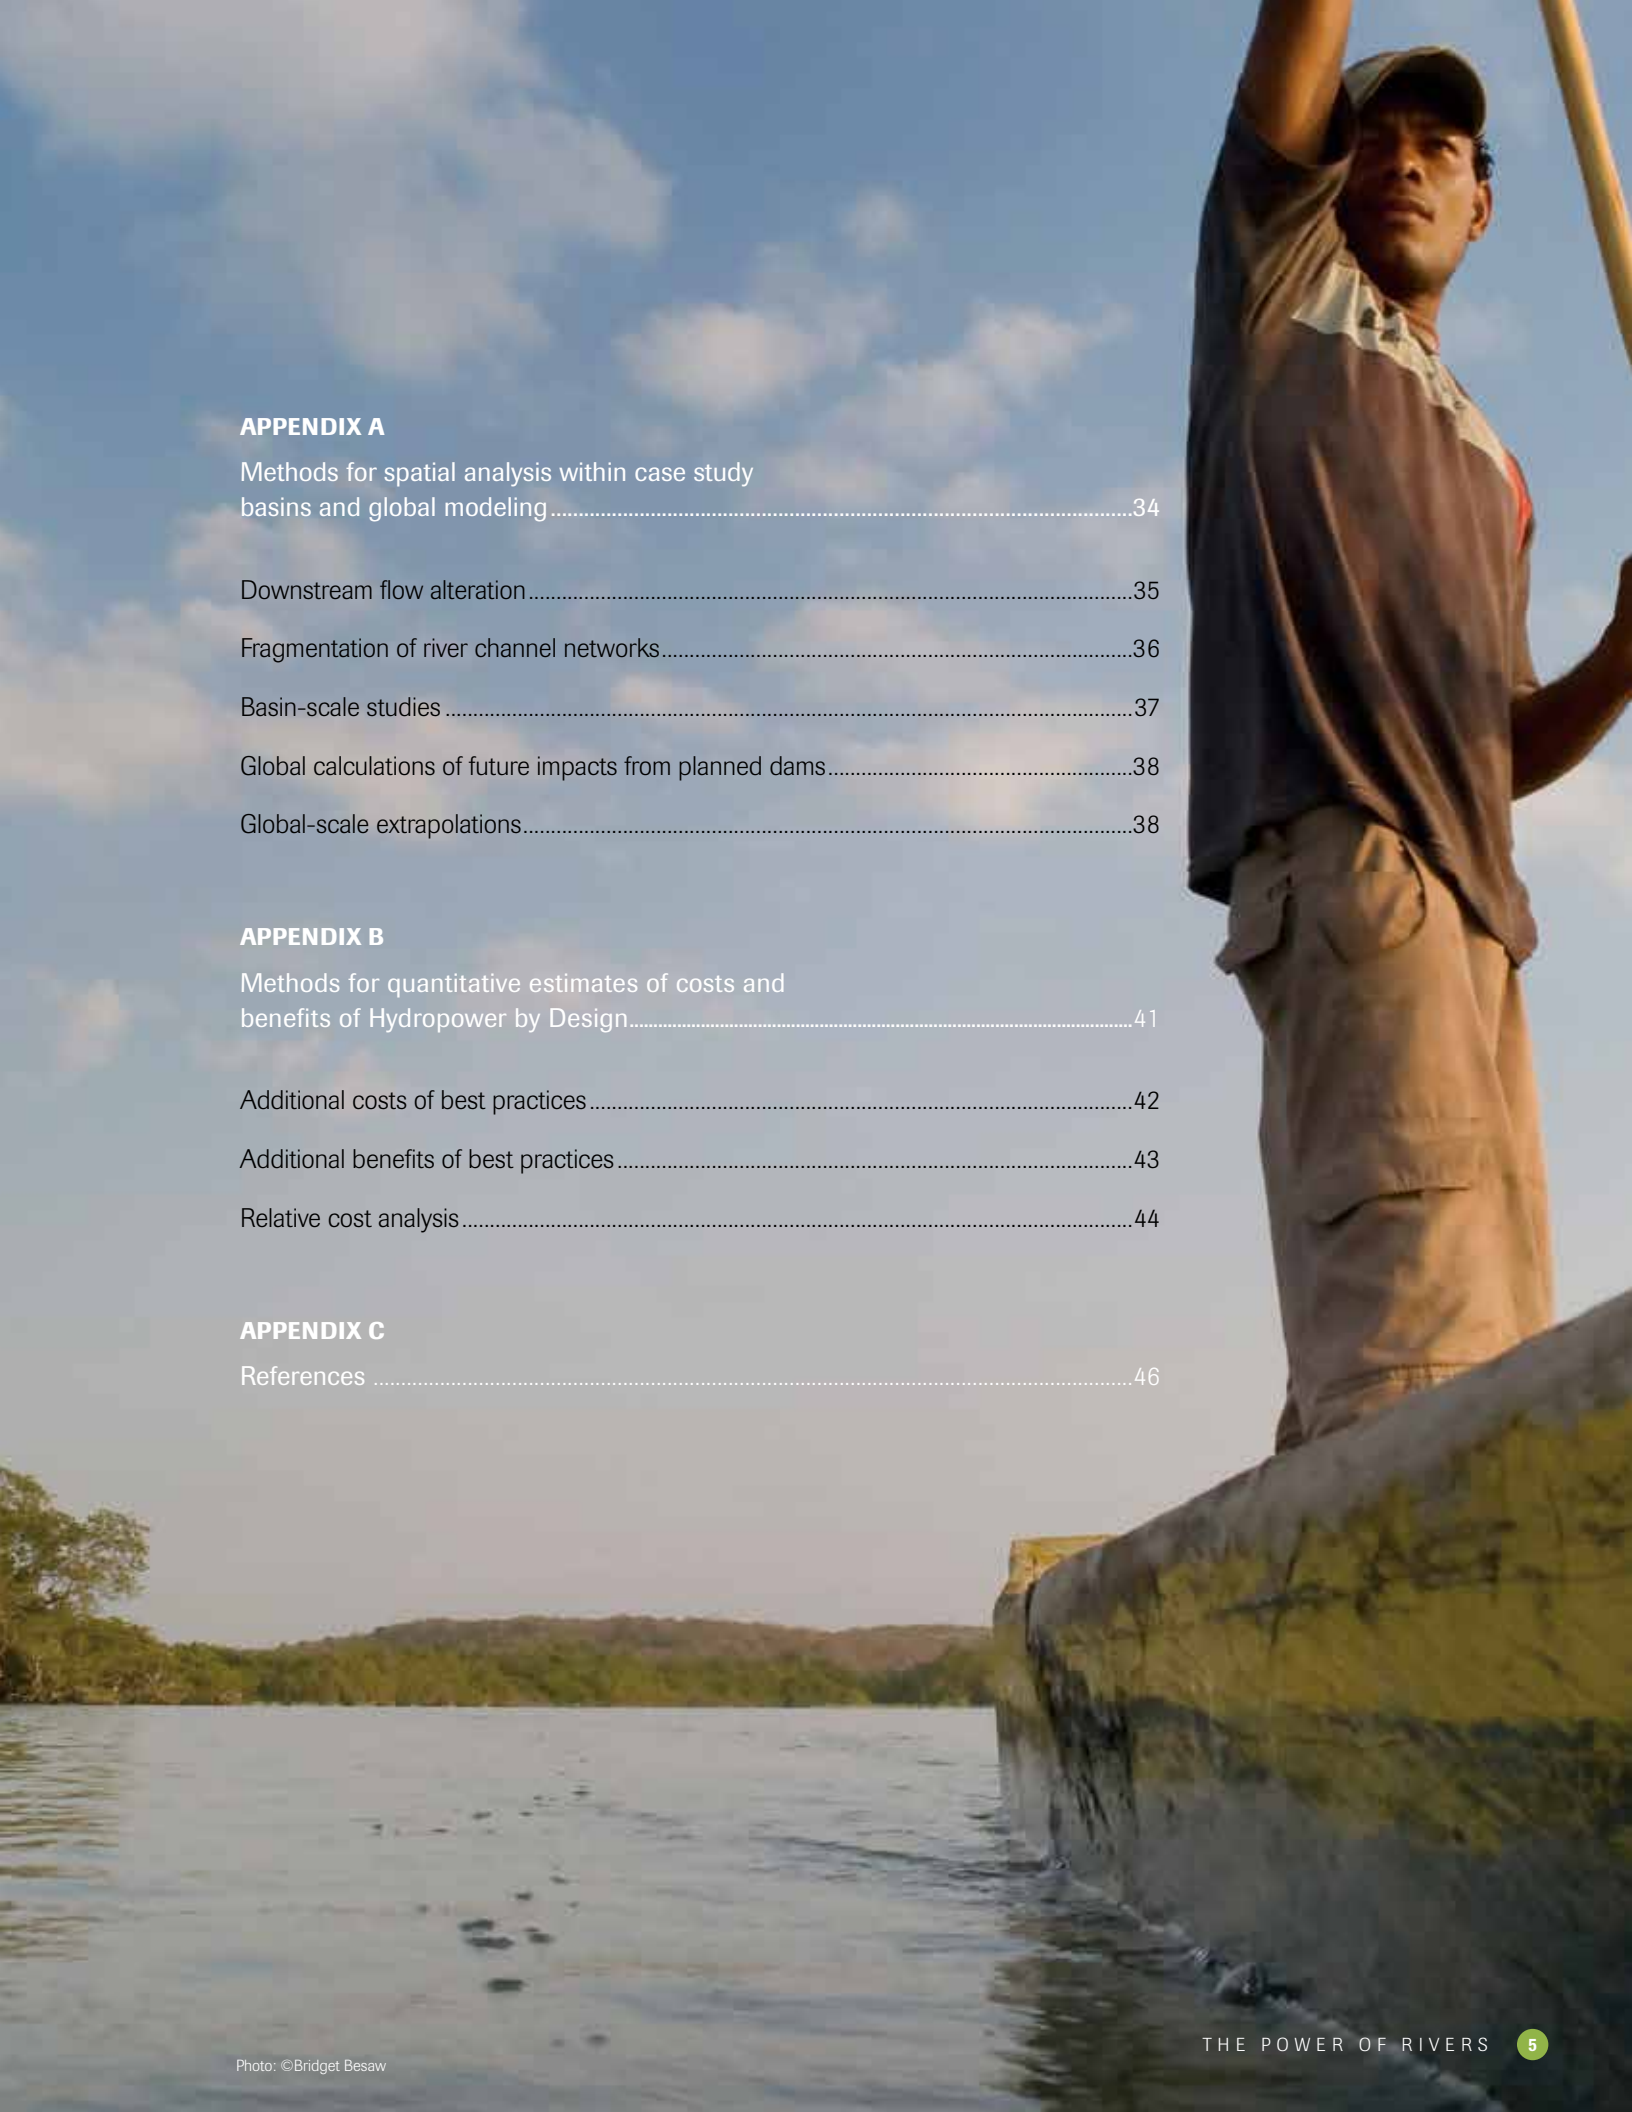 APPENDIX A
Methods for spatial analysis within case study
basins and global modeling..........34
Downstream flow alteration..........35
Fragmentation of river channel networks..........36
Basin-scale studies..........37
Global calculations of future impacts from planned dams..........38
Global-scale extrapolations..........38
APPENDIX B
Methods for quantitative estimates of costs and
benefits of Hydropower by Design..........41
Additional costs of best practices..........42
Additional benefits of best practices..........43
Relative cost analysis..........44
APPENDIX C
References..........46
THE POWER OF RIVERS 5
Photo: ©Bridget Besaw